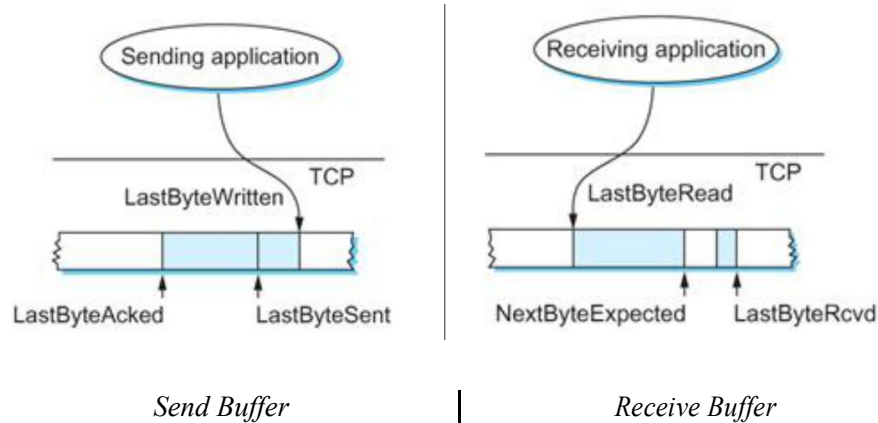 Sending application
TCP
LastByteWritten
LastByteAcked
LastByteSent
Receiving application
TCP
LastByteRead
NextByteExpected
LastByteRcvd
Send Buffer
Receive Buffer